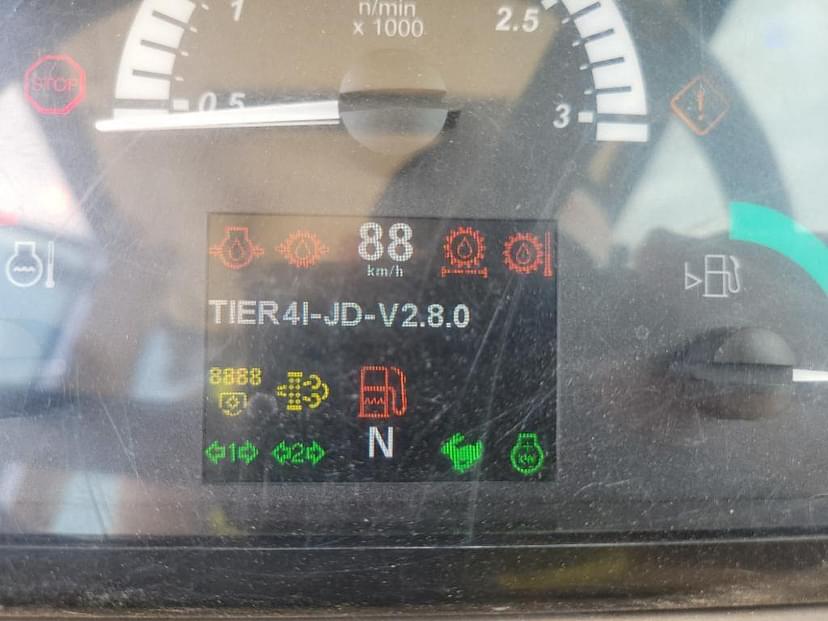 n/min
x 1000
1
2.5
STOP
0.5
3
88
km/h
TIER4I-JD-V2.8.0
8888
N
1
2
kW